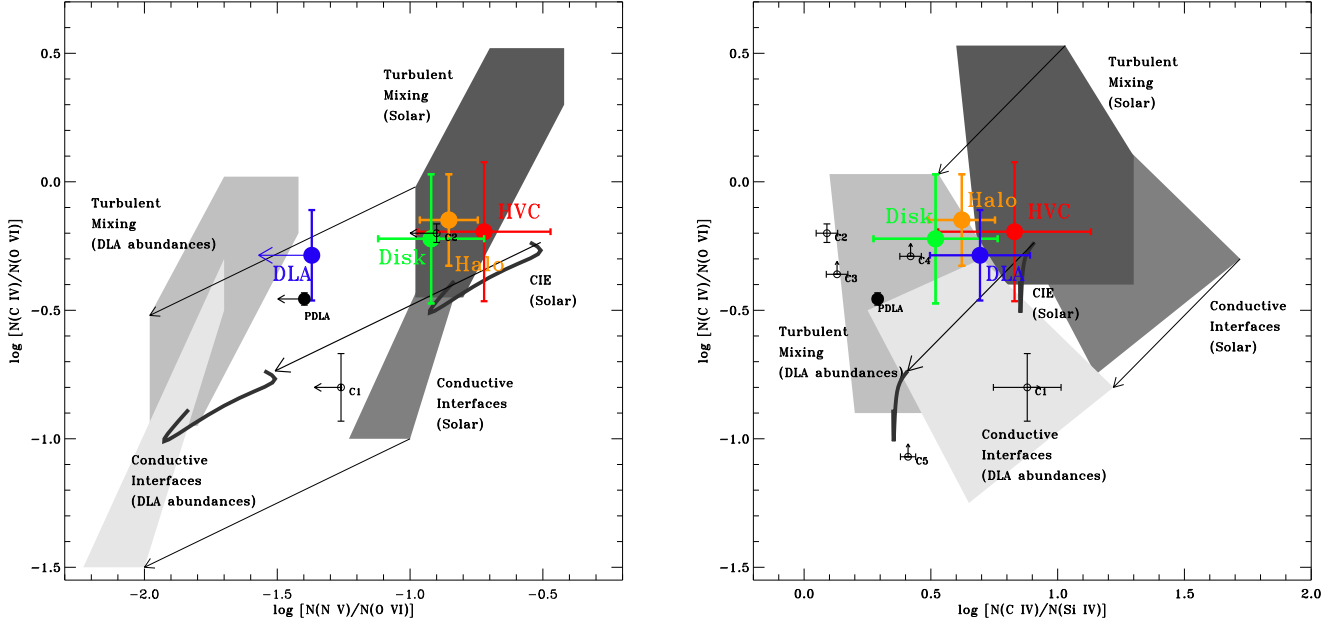 0.5
0.0
−0.5
−1.0
−1.5
log [N(C IV)/N(O VI)]
−2.0
−1.5
−1.0
−0.5
log [N(N V)/N(O VI)]
Turbulent
Mixing
(Solar)
Turbulent
Mixing
(DLA abundances)
HVC
Halo
Disk
C2
DLA
PDLA
CIE
(Solar)
C1
Conductive
Interfaces
(Solar)
Conductive
Interfaces
(DLA abundances)
0.5
0.0
−0.5
−1.0
−1.5
log [N(C IV)/N(O VI)]
0.0
0.5
1.0
1.5
2.0
log [N(C IV)/N(Si IV)]
Turbulent
Mixing
(Solar)
Halo
HVC
Disk
C2
C4
C3
DLA
PDLA
CIE
(Solar)
Conductive
Interfaces
(Solar)
Turbulent
Mixing
(DLA abundances)
C1
Conductive
Interfaces
(DLA abundances)
C5